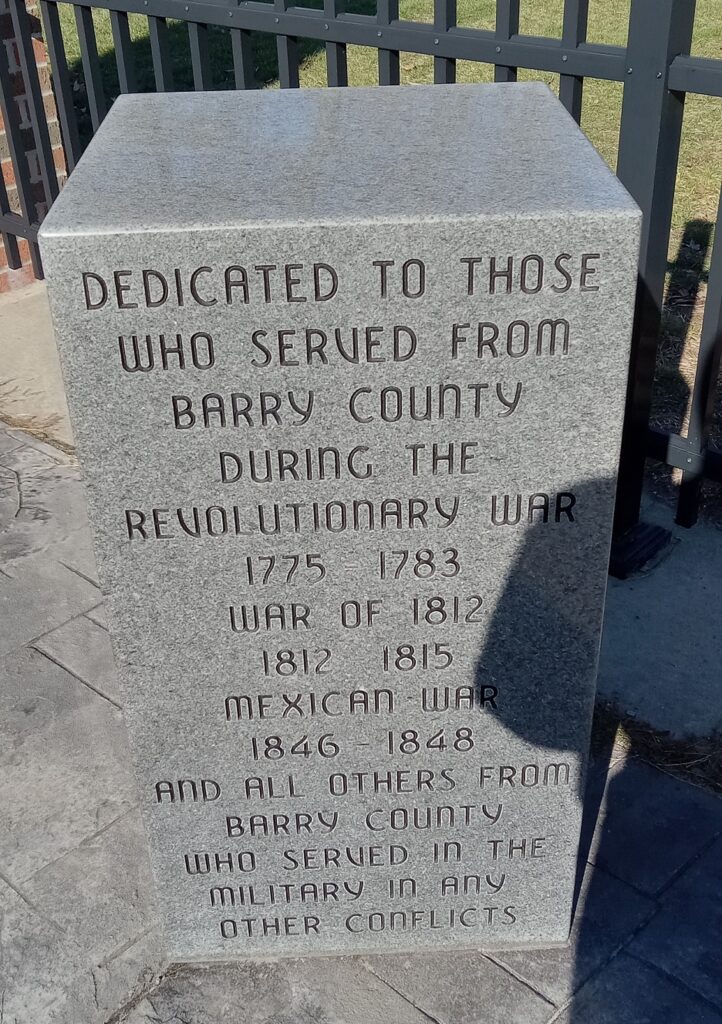 DEDICATED TO THOSE
WHO SERVED FROM
BARRY COUNTY
DURING THE
REVOLUTIONARY WAR
1775 - 1783
WAR OF 1812
1812 1815
MEXICAN WAR
1846 - 1848
AND ALL OTHERS FROM
BARRY COUNTY
WHO SERVED IN THE
MILITARY IN ANY
OTHER CONFLICTS